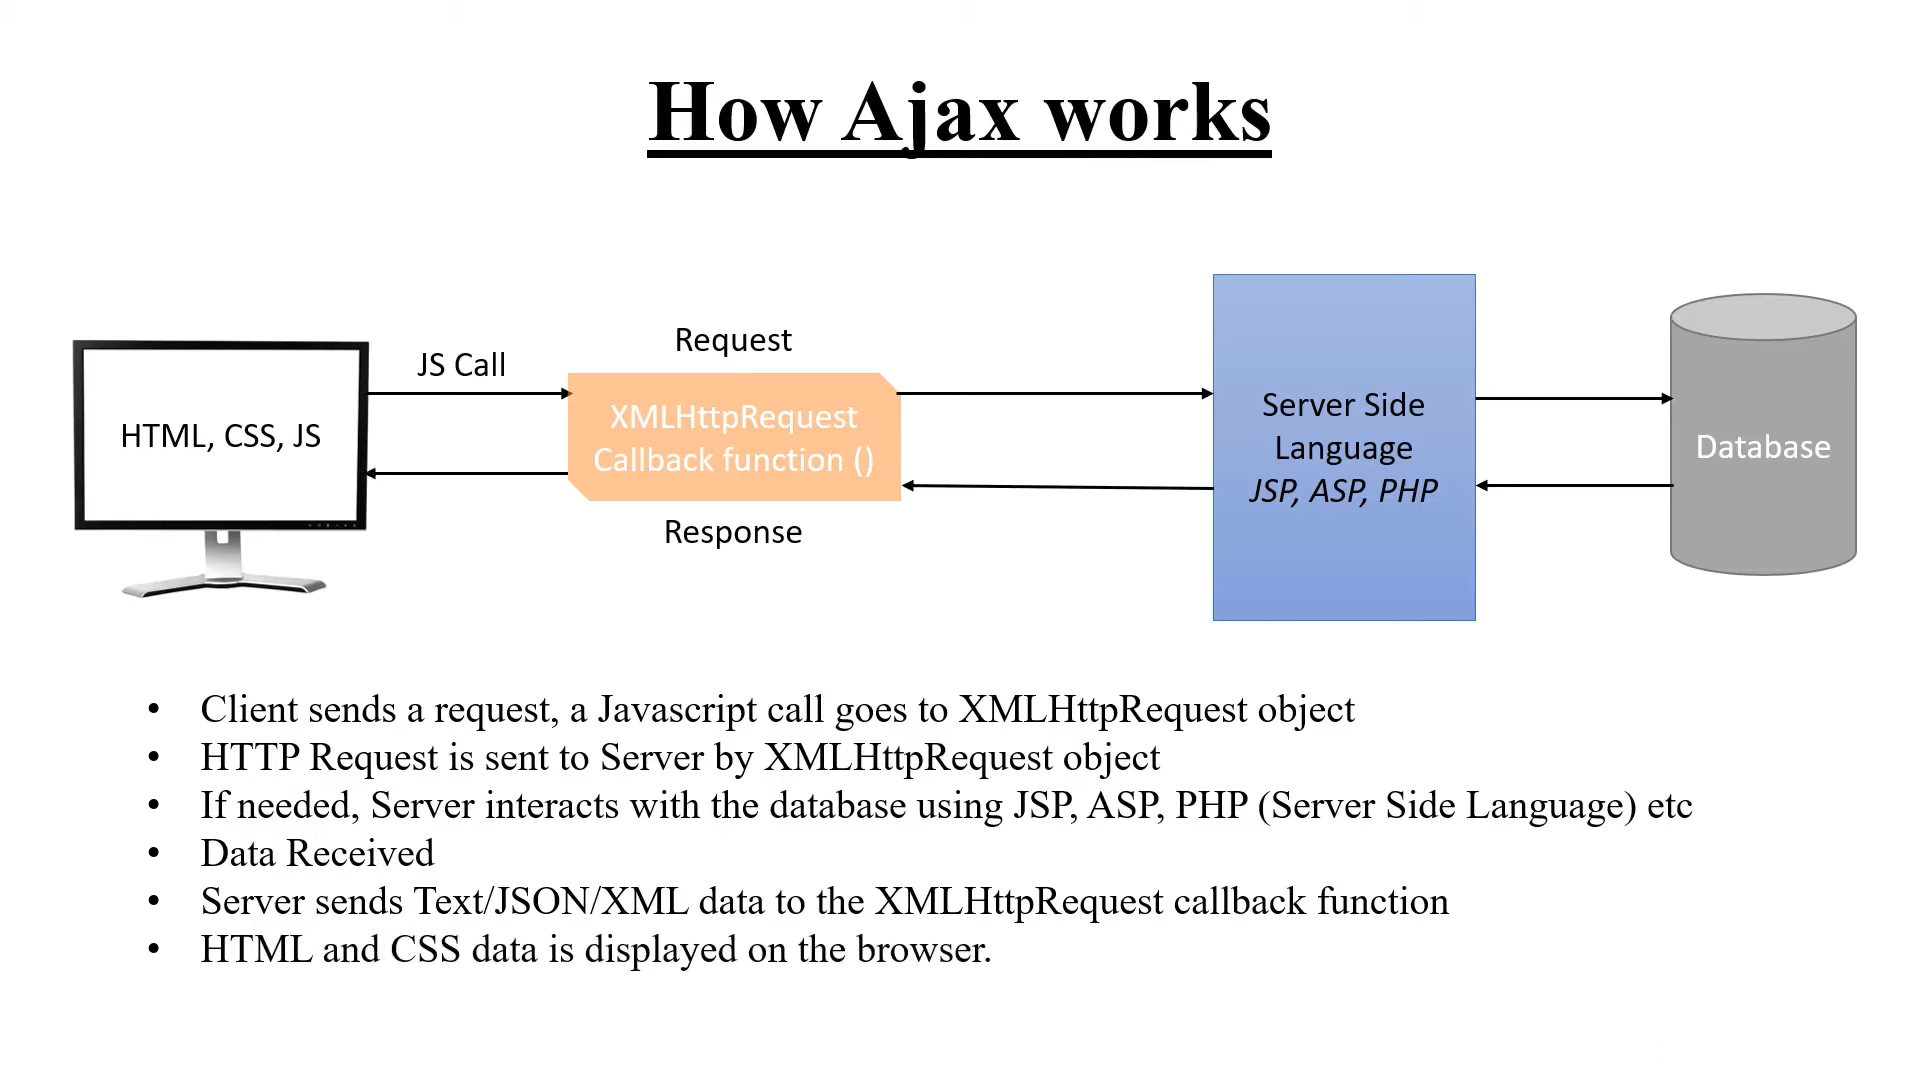 How Ajax works
Request
JS Call
HTML, CSS, JS
XMLHttpRequest
Callback function ()
Response
Server Side
Language
JSP, ASP, PHP
Database
• Client sends a request, a Javascript call goes to XMLHttpRequest object
• HTTP Request is sent to Server by XMLHttpRequest object
• If needed, Server interacts with the database using JSP, ASP, PHP (Server Side Language) etc
• Data Received
• Server sends Text/JSON/XML data to the XMLHttpRequest callback function
• HTML and CSS data is displayed on the browser.